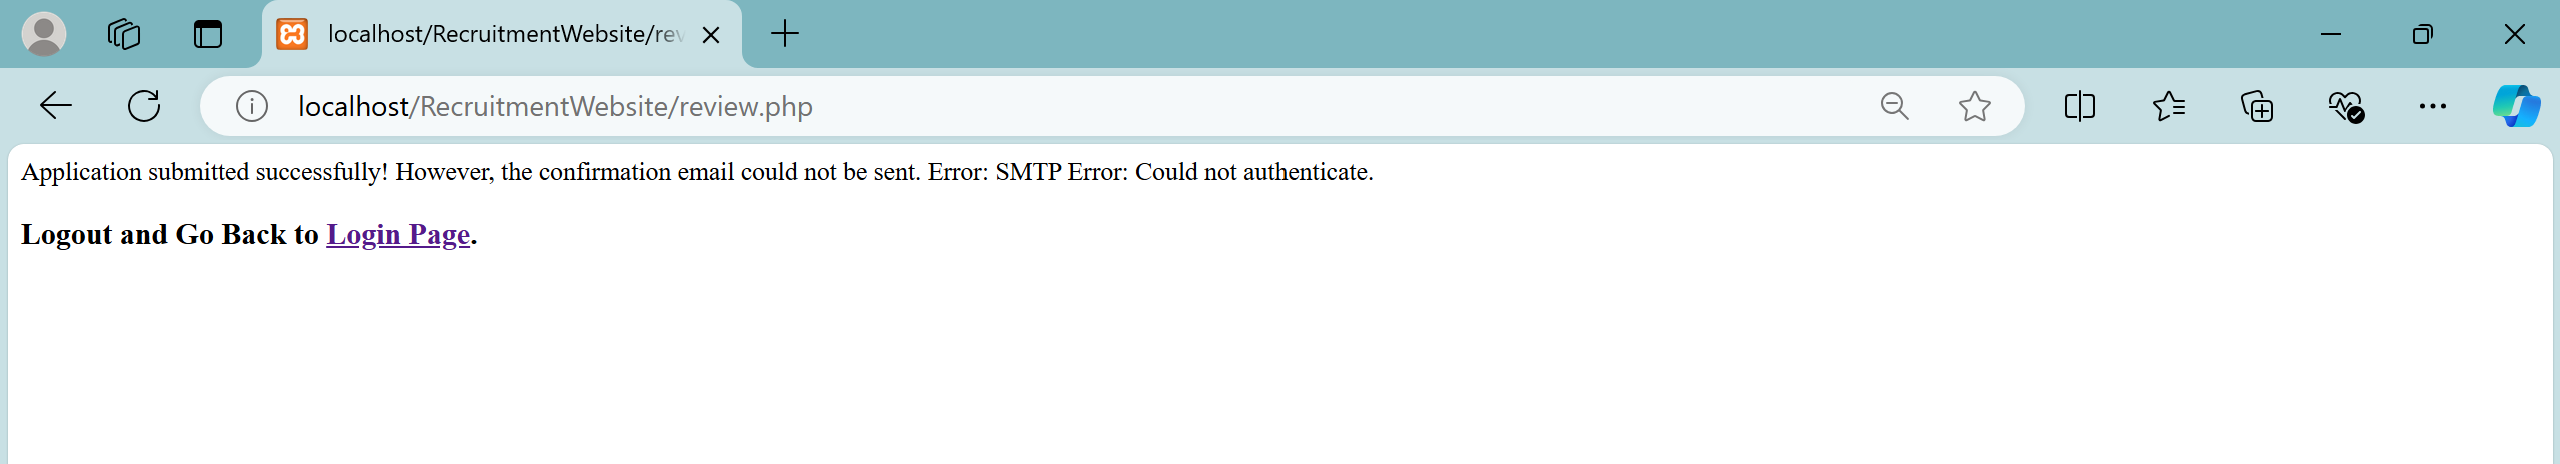 localhost/RecruitmentWebsite/rev
localhost/RecruitmentWebsite/review.php
Application submitted successfully! However, the confirmation email could not be sent. Error: SMTP Error: Could not authenticate.
Logout and Go Back to Login Page.